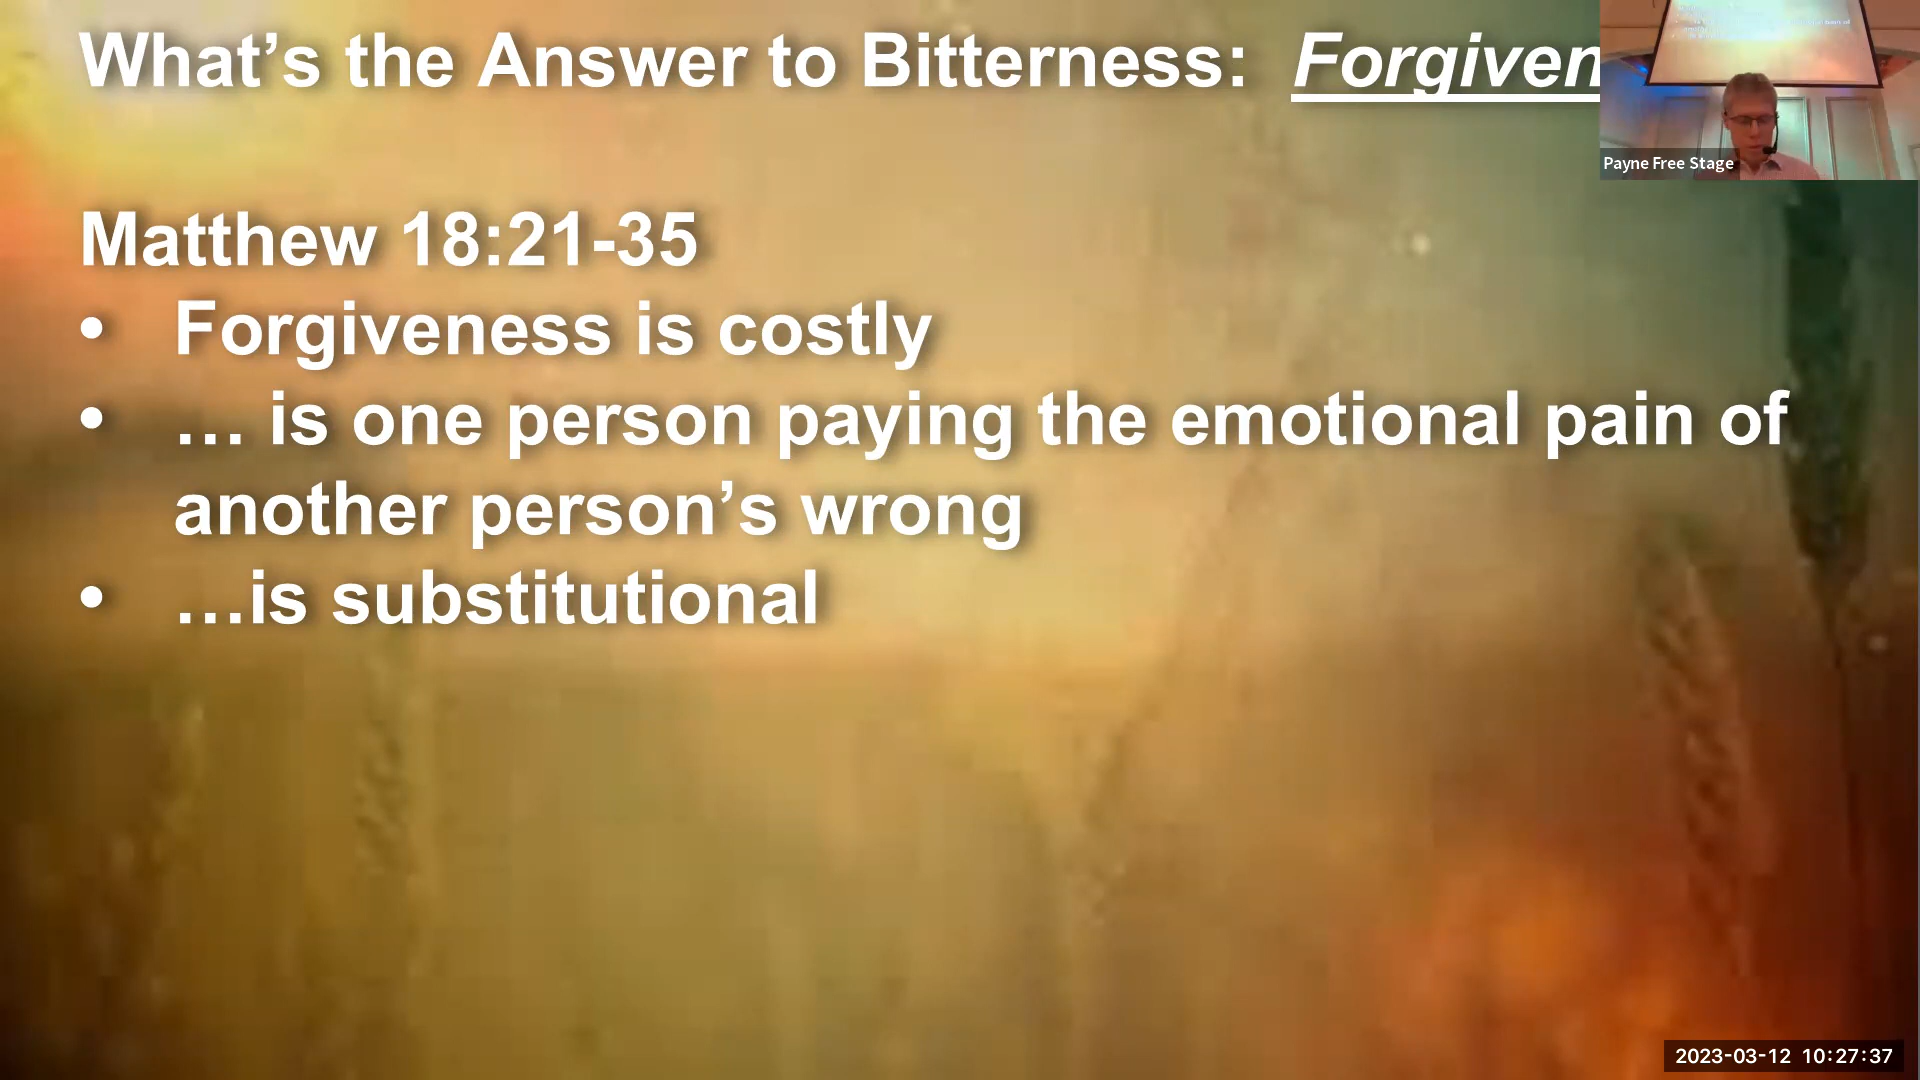 What’s the Answer to Bitterness: Forgiven
Payne Free Stage
Matthew 18:21-35
• Forgiveness is costly
• … is one person paying the emotional pain of
another person’s wrong
• …is substitutional
2023-03-12 10:27:37